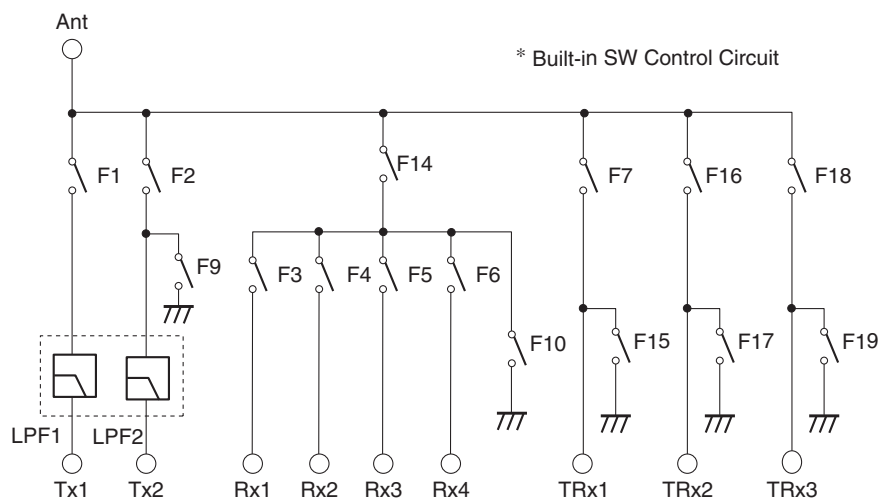 Ant
* Built-in SW Control Circuit
F1
F2
F14
F7
F16
F18
F9
F3
F4
F5
F6
F10
F15
F17
F19
LPF1
LPF2
Tx1
Tx2
Rx1
Rx2
Rx3
Rx4
TRx1
TRx2
TRx3